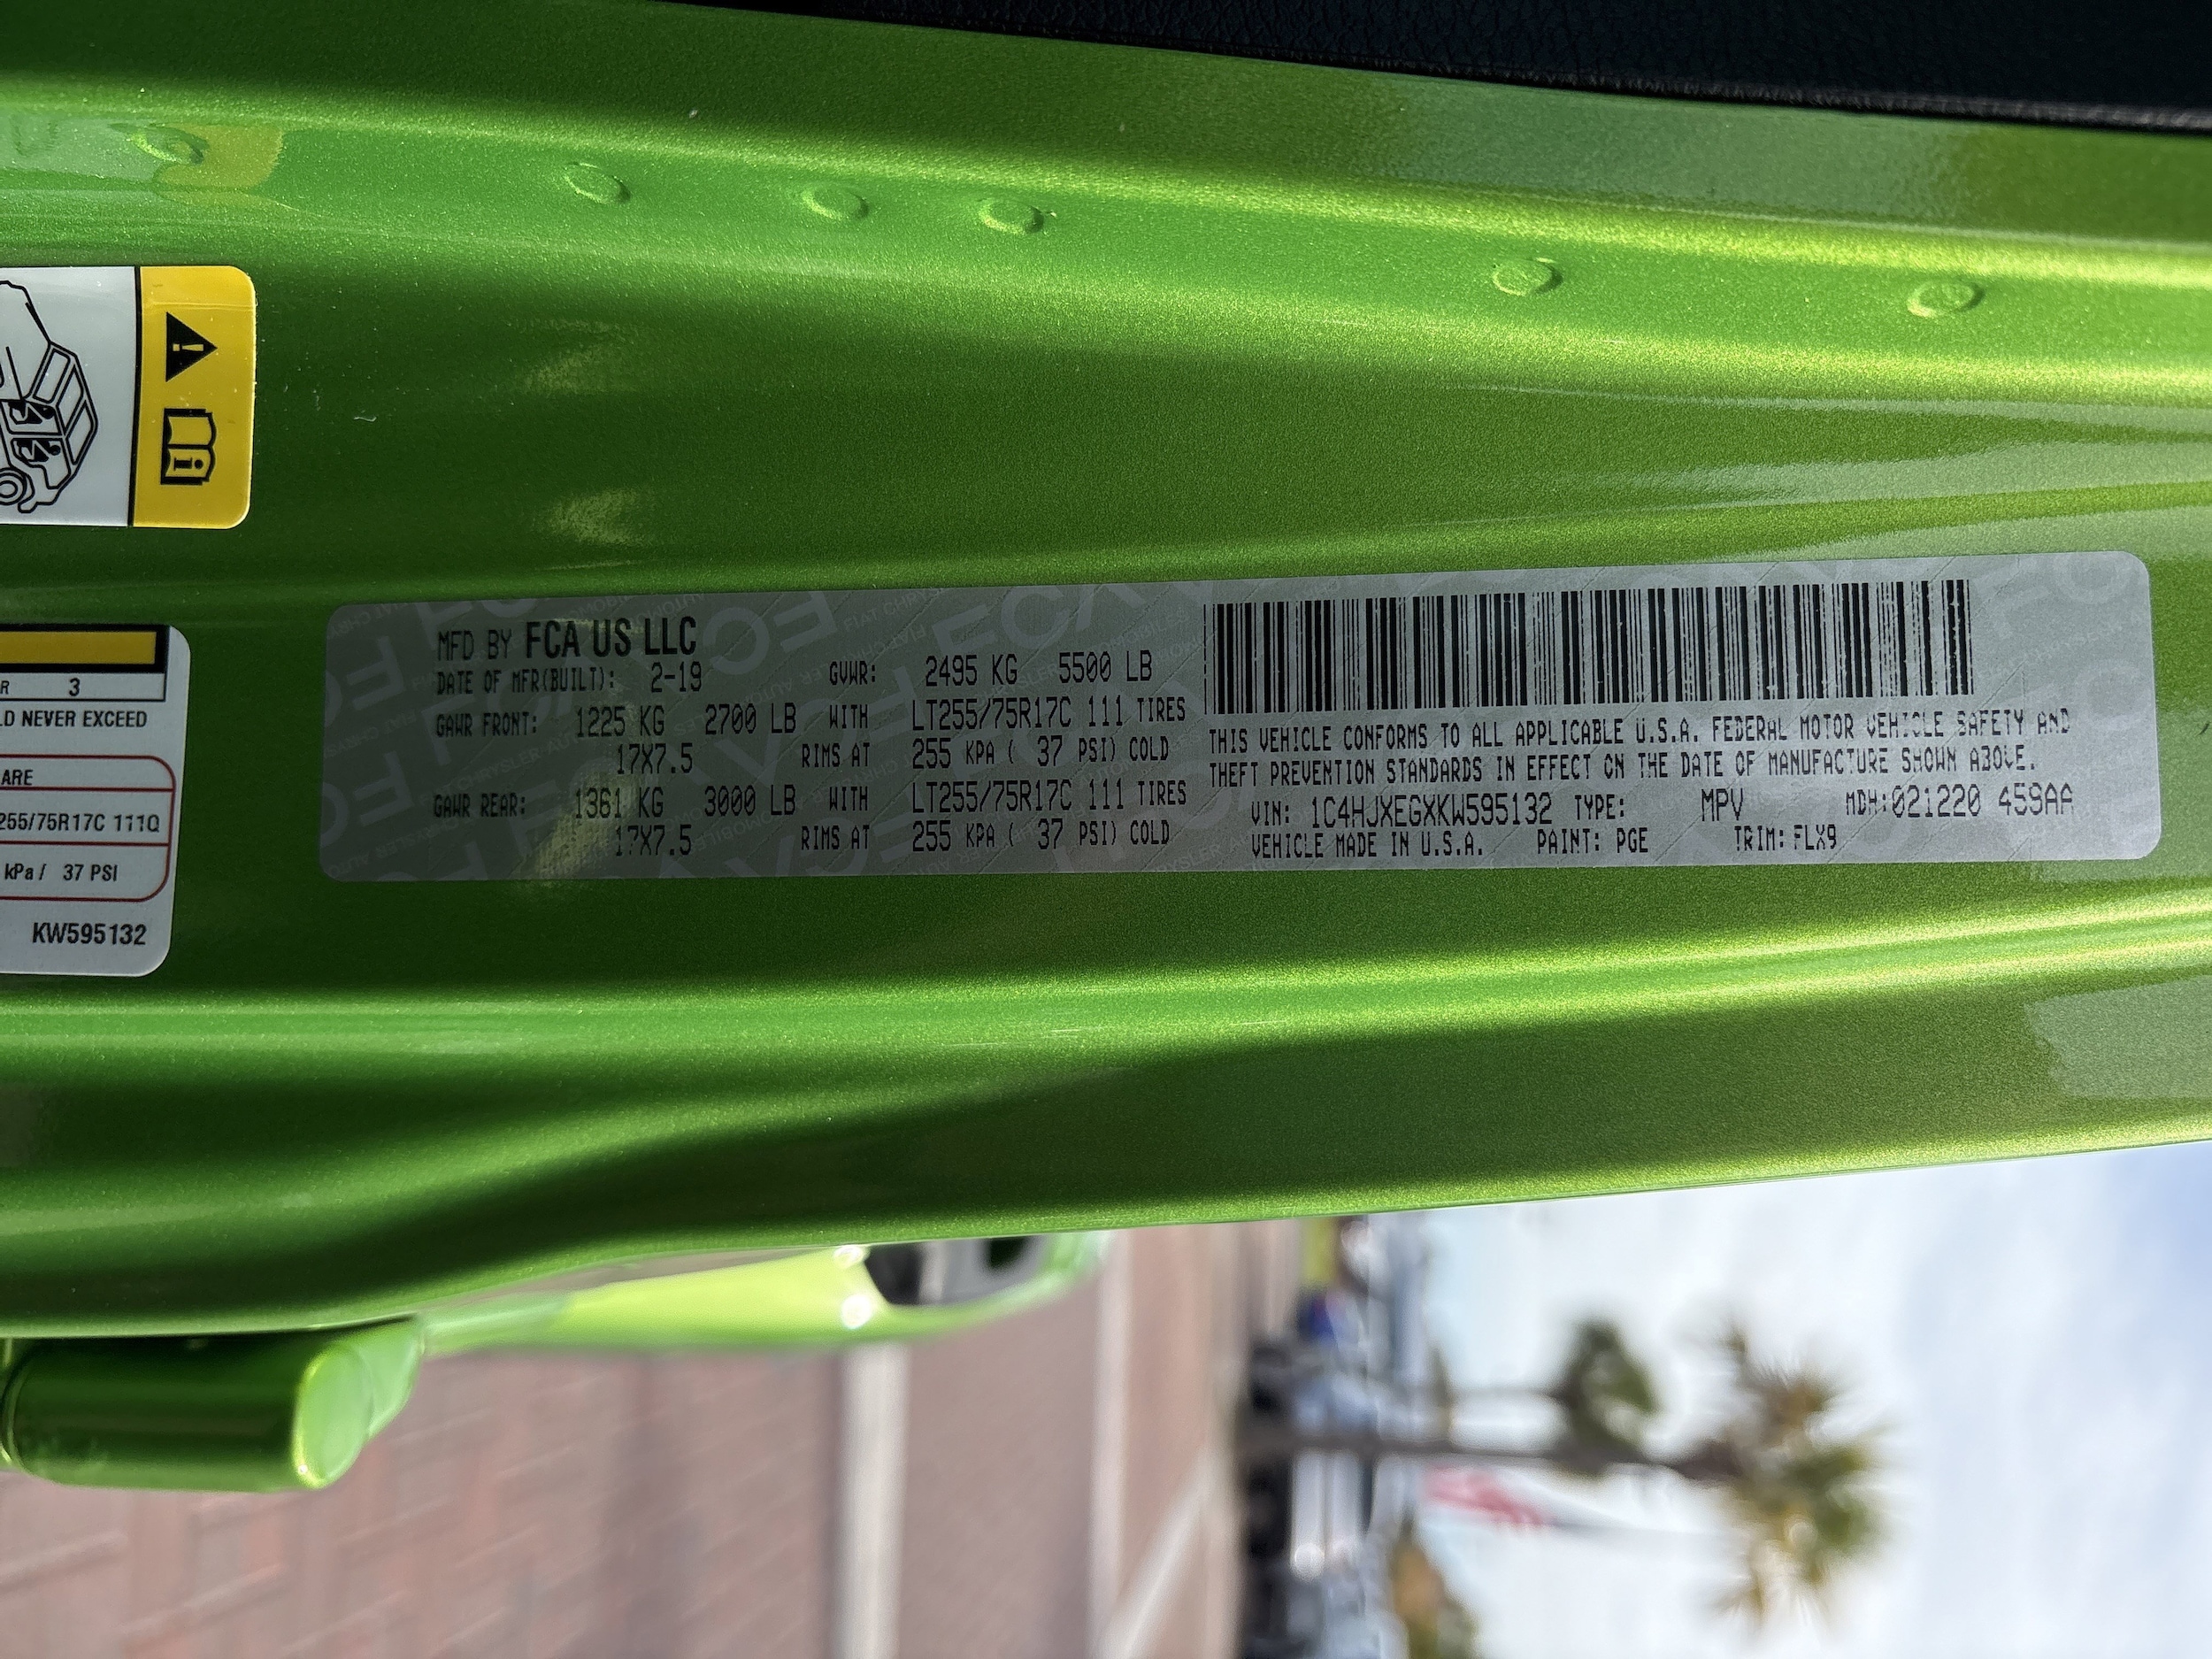 MFD BY FCA US LLC
DATE OF MFR(BUILT): 2-19 GVWR: 2495 KG 5500 LB
GAWR FRONT: 1225 KG 2700 LB WITH LT255/75R17C 111 TIRES
17X7.5 RIMS AT 255 KPA ( 37 PSI) COLD
GAWR REAR: 1361 KG 3000 LB WITH LT255/75R17C 111 TIRES
17X7.5 RIMS AT 255 KPA ( 37 PSI) COLD
THIS VEHICLE CONFORMS TO ALL APPLICABLE U.S.A. FEDERAL MOTOR VEHICLE SAFETY AND
THEFT PREVENTION STANDARDS IN EFFECT ON THE DATE OF MANUFACTURE SHOWN ABOVE.
VIN: 1C4HJXEGXKW595132 TYPE: MPV MDH:021220 459AA
VEHICLE MADE IN U.S.A. PAINT: PGE TRIM: FLX9
R 3
LD NEVER EXCEED
ARE
255/75R17C 111Q
kPa / 37 PSI
KW595132